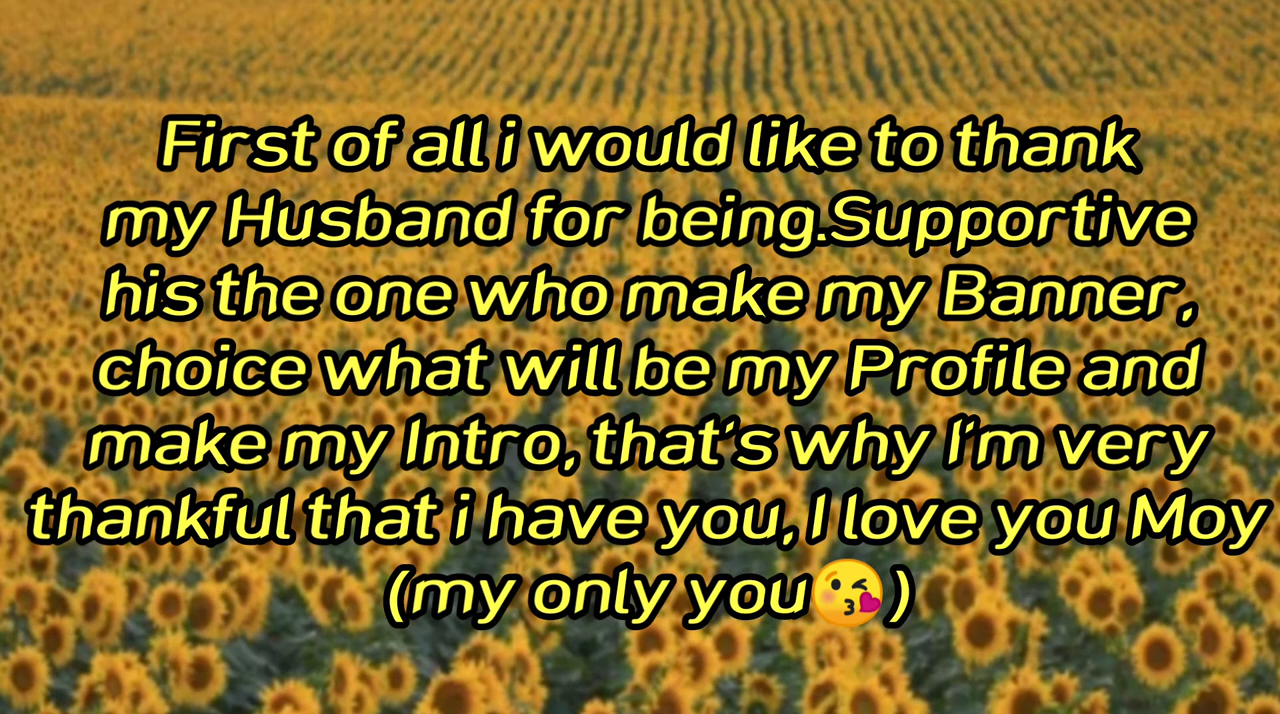 First of all i would like to thank
my Husband for being.Supportive
his the one who make my Banner,
choice what will be my Profile and
make my Intro, that's why I'm very
thankful that i have you, I love you Moy
(my only you😘)